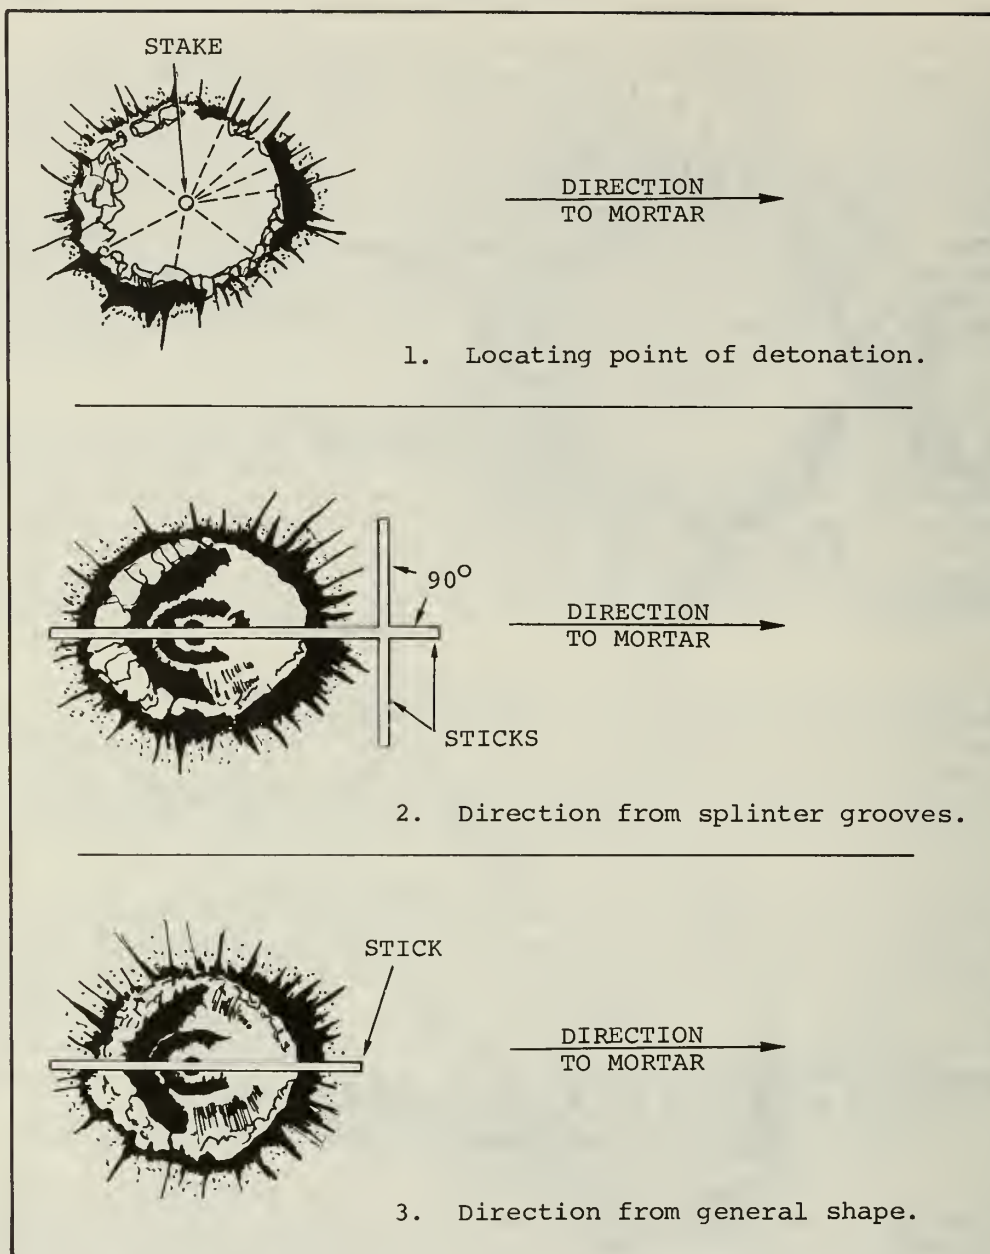 STAKE
DIRECTION
TO MORTAR
1. Locating point of detonation.
90°
DIRECTION
TO MORTAR
STICKS
2. Direction from splinter grooves.
STICK
DIRECTION
TO MORTAR
3. Direction from general shape.